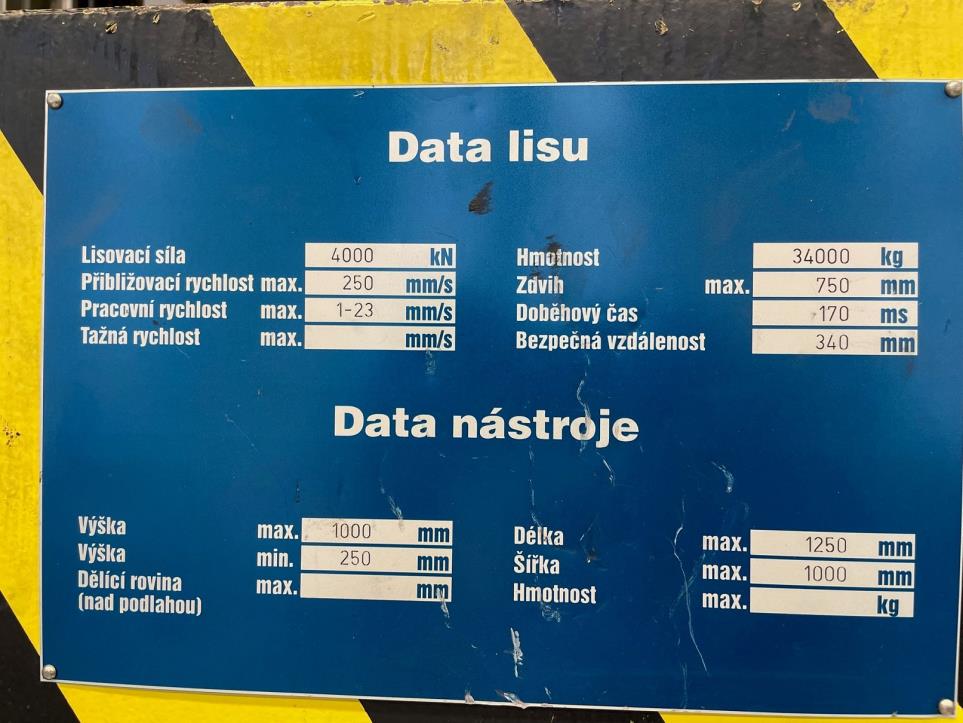 Data lisu
Lisovací síla 4000 kN
Přibližovací rychlost max. 250 mm/s
Pracovní rychlost max. 1-23 mm/s
Tažná rychlost max. mm/s
Hmotnost 34000 kg
Zdvih max. 750 mm
Doběhový čas 170 ms
Bezpečná vzdálenost 340 mm
Data nástroje
Výška max. 1000 mm
Výška min. 250 mm
Dělící rovina max. mm
(nad podlahou)
Délka max. 1250 mm
Šířka max. 1000 mm
Hmotnost max. kg